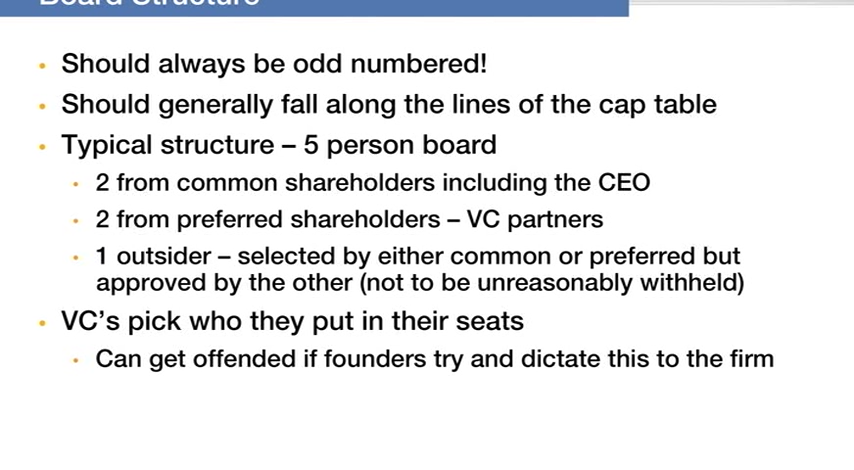 Board Structure
• Should always be odd numbered!
• Should generally fall along the lines of the cap table
• Typical structure – 5 person board
• 2 from common shareholders including the CEO
• 2 from preferred shareholders – VC partners
• 1 outsider – selected by either common or preferred but
approved by the other (not to be unreasonably withheld)
• VC's pick who they put in their seats
• Can get offended if founders try and dictate this to the firm